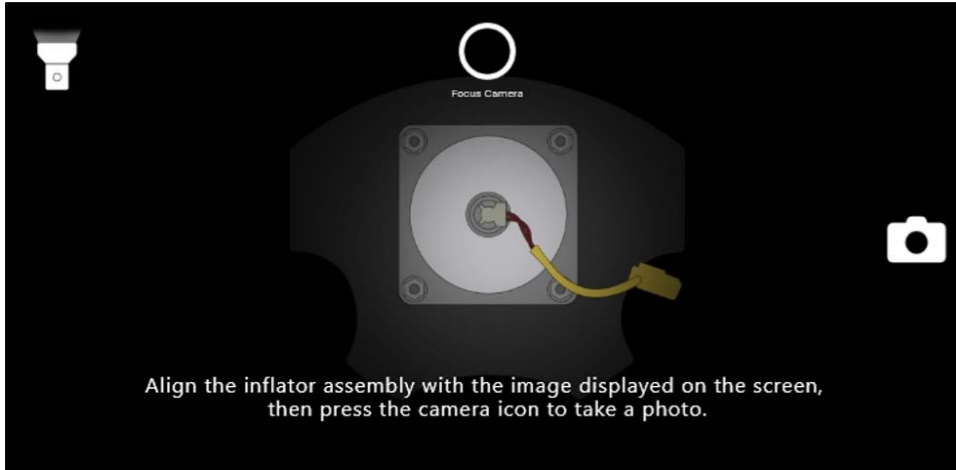 Focus Camera
Align the inflator assembly with the image displayed on the screen,
then press the camera icon to take a photo.